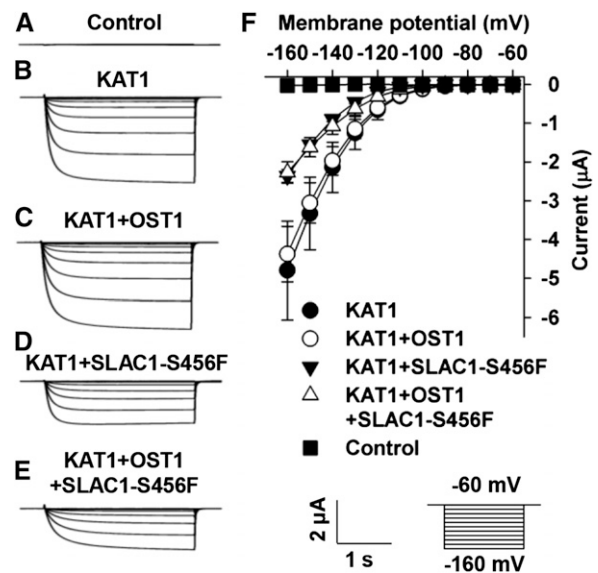 A
Control
B
KAT1
C
KAT1+OST1
D
KAT1+SLAC1-S456F
E
KAT1+OST1
+SLAC1-S456F
F
Membrane potential (mV)
-160 -140 -120 -100 -80 -60
0
-1
-2
-3
-4
-5
-6
Current (µA)
KAT1
KAT1+OST1
KAT1+SLAC1-S456F
KAT1+OST1
+SLAC1-S456F
Control
2 µA
1 s
-60 mV
-160 mV